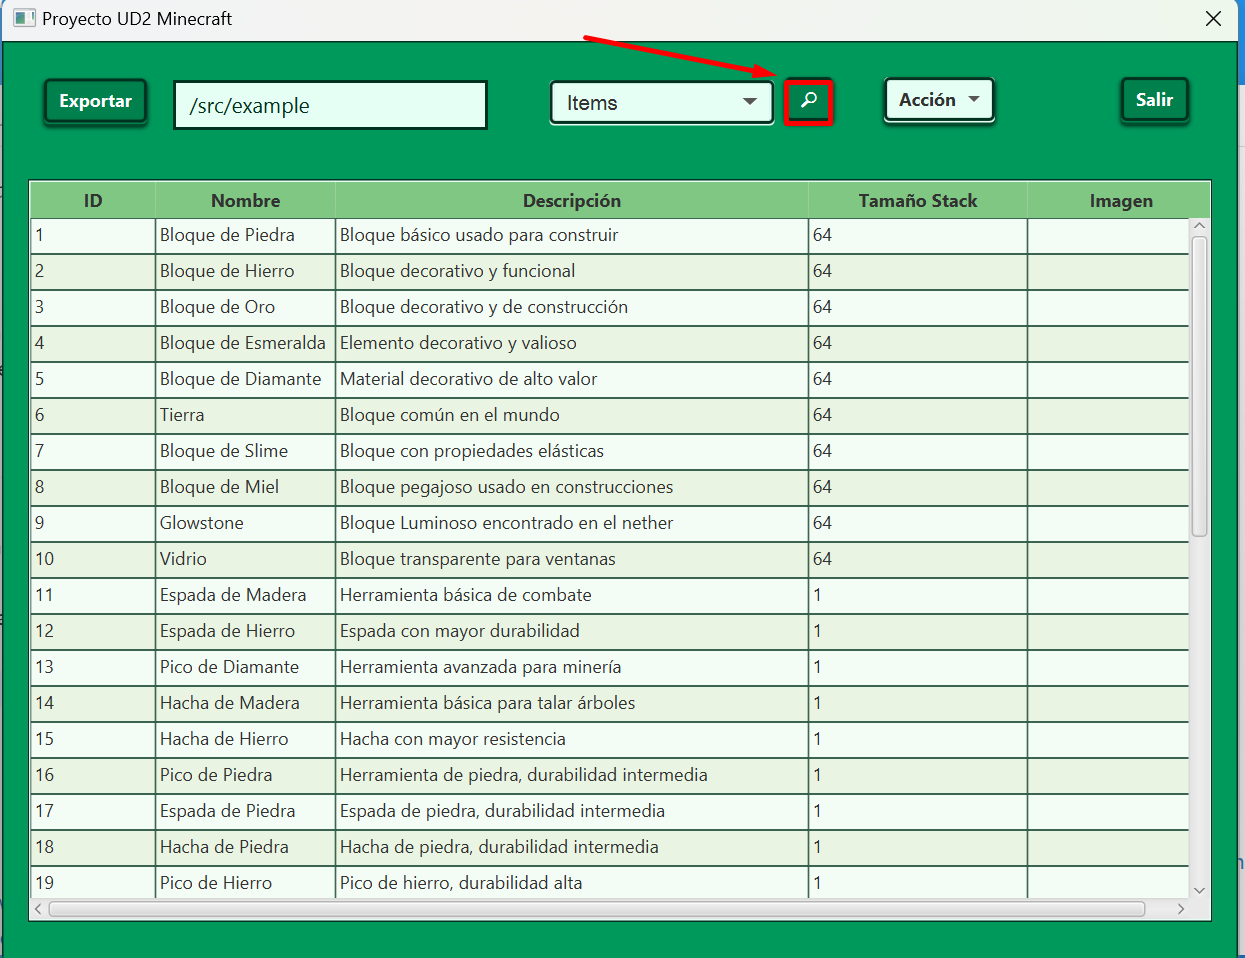 Proyecto UD2 Minecraft
Exportar /src/example Items Acción Salir
ID Nombre Descripción Tamaño Stack Imagen
1 Bloque de Piedra Bloque básico usado para construir 64
2 Bloque de Hierro Bloque decorativo y funcional 64
3 Bloque de Oro Bloque decorativo y de construcción 64
4 Bloque de Esmeralda Elemento decorativo y valioso 64
5 Bloque de Diamante Material decorativo de alto valor 64
6 Tierra Bloque común en el mundo 64
7 Bloque de Slime Bloque con propiedades elásticas 64
8 Bloque de Miel Bloque pegajoso usado en construcciones 64
9 Glowstone Bloque Luminoso encontrado en el nether 64
10 Vidrio Bloque transparente para ventanas 64
11 Espada de Madera Herramienta básica de combate 1
12 Espada de Hierro Espada con mayor durabilidad 1
13 Pico de Diamante Herramienta avanzada para minería 1
14 Hacha de Madera Herramienta básica para talar árboles 1
15 Hacha de Hierro Hacha con mayor resistencia 1
16 Pico de Piedra Herramienta de piedra, durabilidad intermedia 1
17 Espada de Piedra Espada de piedra, durabilidad intermedia 1
18 Hacha de Piedra Hacha de piedra, durabilidad intermedia 1
19 Pico de Hierro Pico de hierro, durabilidad alta 1